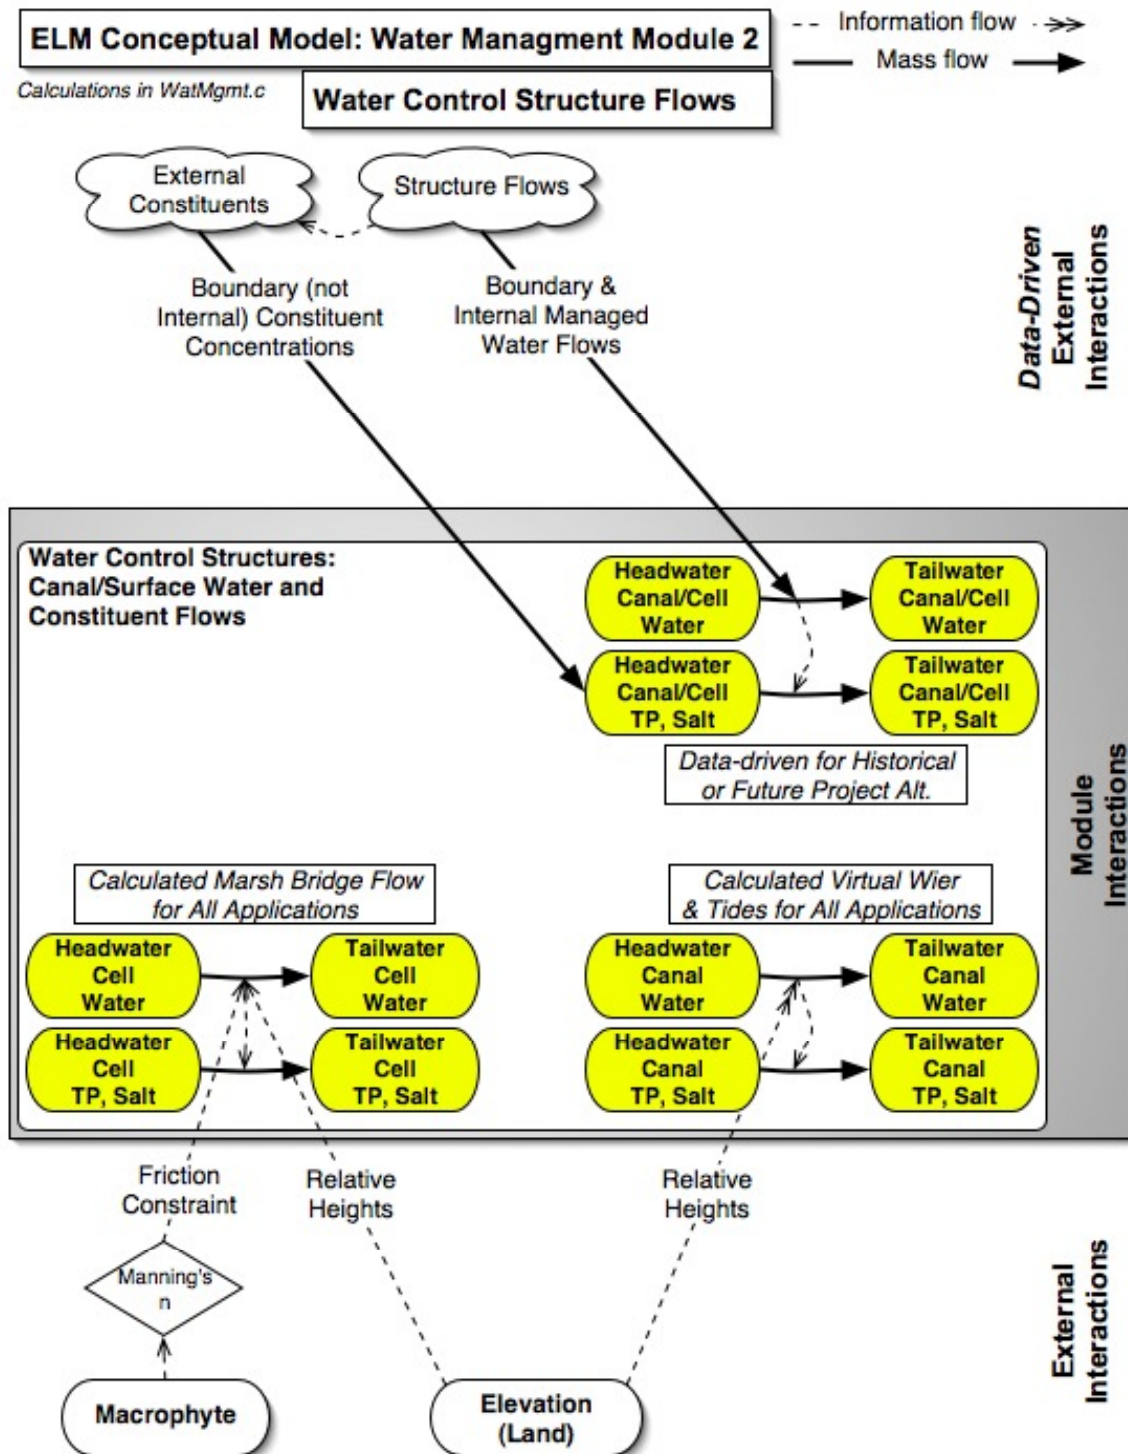 ELM Conceptual Model: Water Managment Module 2
Information flow
Mass flow
Calculations in WatMgmt.c
Water Control Structure Flows
External
Constituents
Structure Flows
Boundary (not
Internal) Constituent
Concentrations
Boundary &
Internal Managed
Water Flows
Data-Driven
External
Interactions
Water Control Structures:
Canal/Surface Water and
Constituent Flows
Headwater
Canal/Cell
Water
Tailwater
Canal/Cell
Water
Headwater
Canal/Cell
TP, Salt
Tailwater
Canal/Cell
TP, Salt
Data-driven for Historical
or Future Project Alt.
Module
Interactions
Calculated Marsh Bridge Flow
for All Applications
Headwater
Cell
Water
Tailwater
Cell
Water
Headwater
Cell
TP, Salt
Tailwater
Cell
TP, Salt
Calculated Virtual Wier
& Tides for All Applications
Headwater
Canal
Water
Tailwater
Canal
Water
Headwater
Canal
TP, Salt
Tailwater
Canal
TP, Salt
Friction
Constraint
Relative
Heights
Relative
Heights
Manning's
n
Macrophyte
Elevation
(Land)
External
Interactions